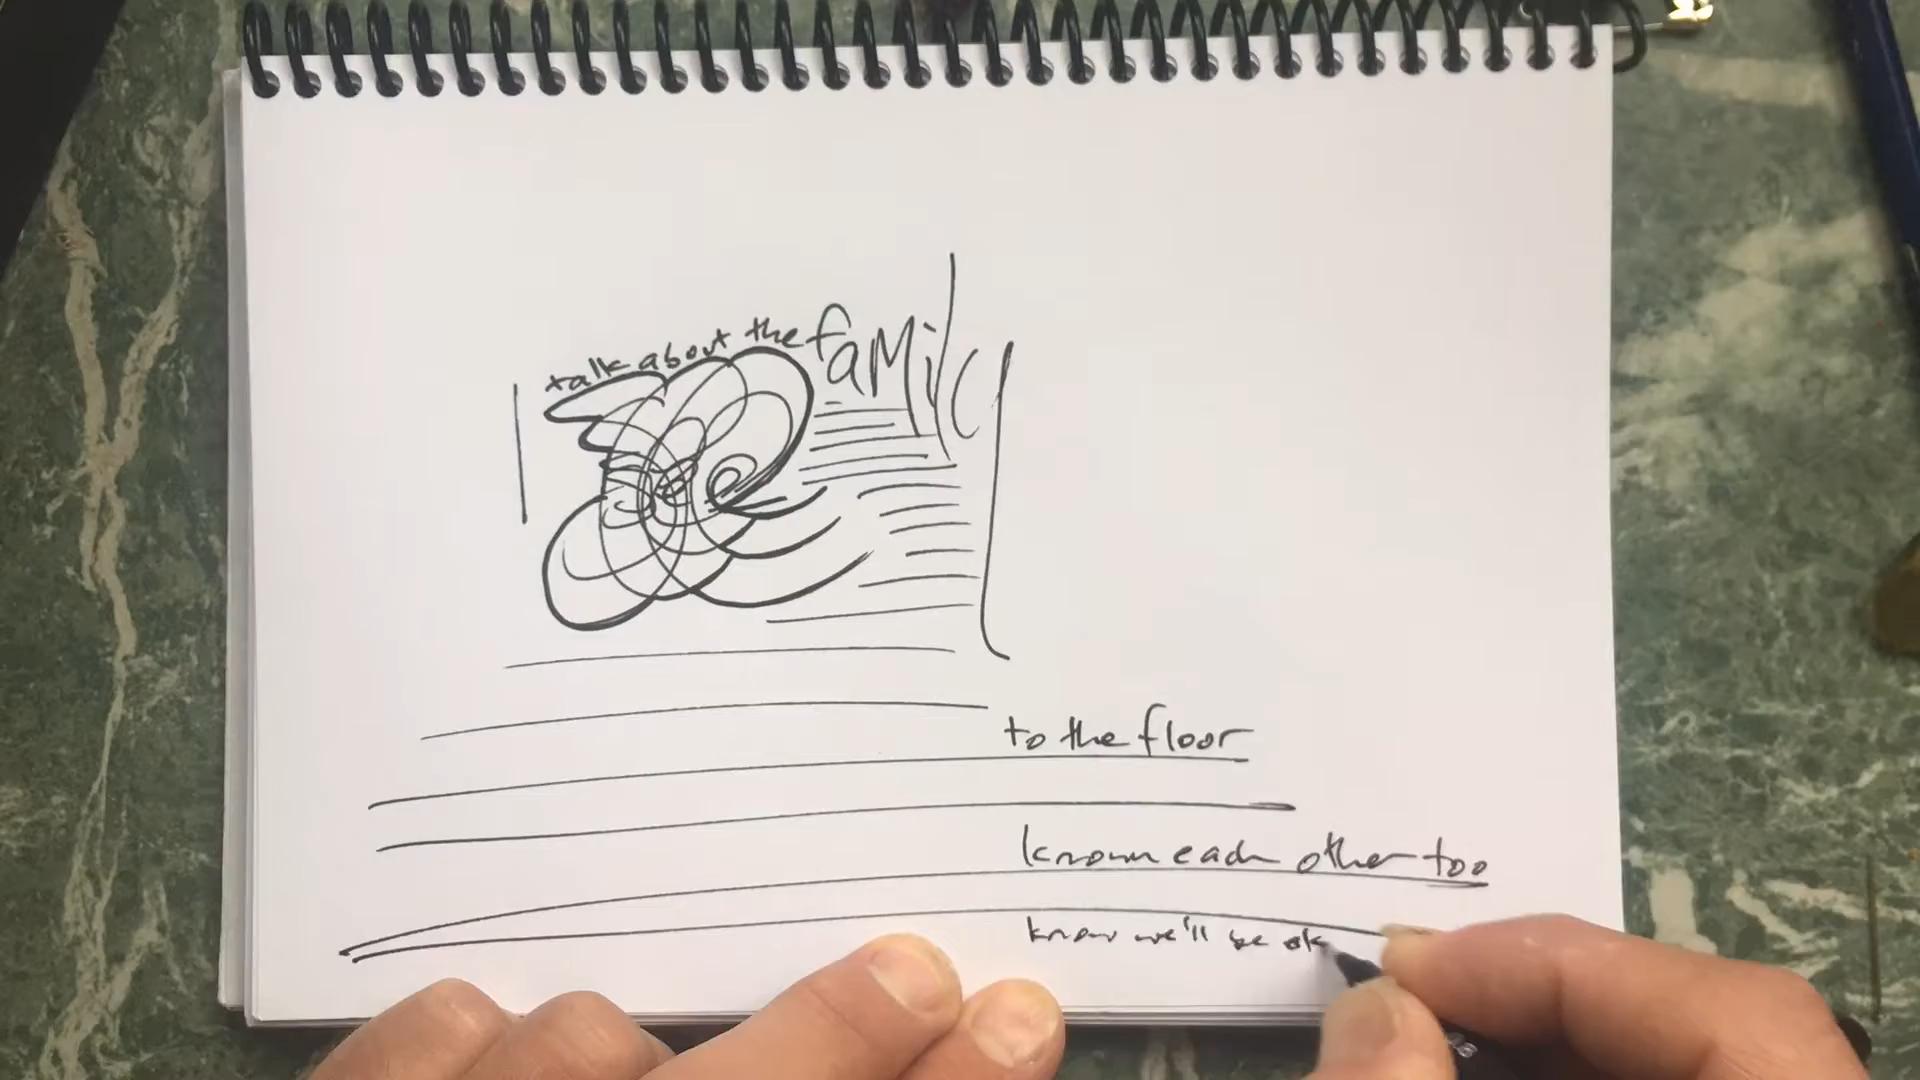 talk about the family
to the floor
known each other too
know we'll be ok